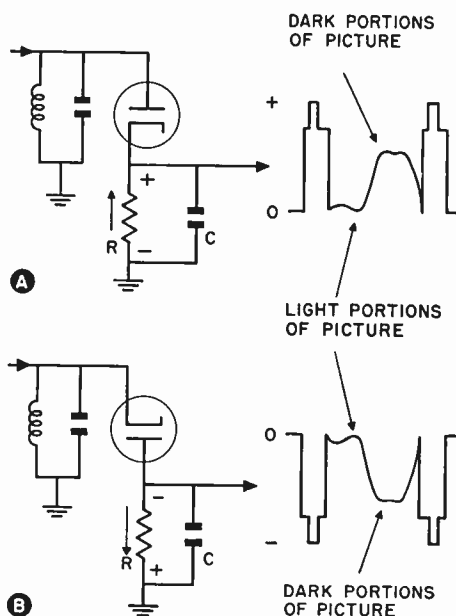 DARK PORTIONS
OF PICTURE
+
0
+
R
-
C
A
LIGHT PORTIONS
OF PICTURE
0
-
-
R
+
C
B
DARK PORTIONS
OF PICTURE